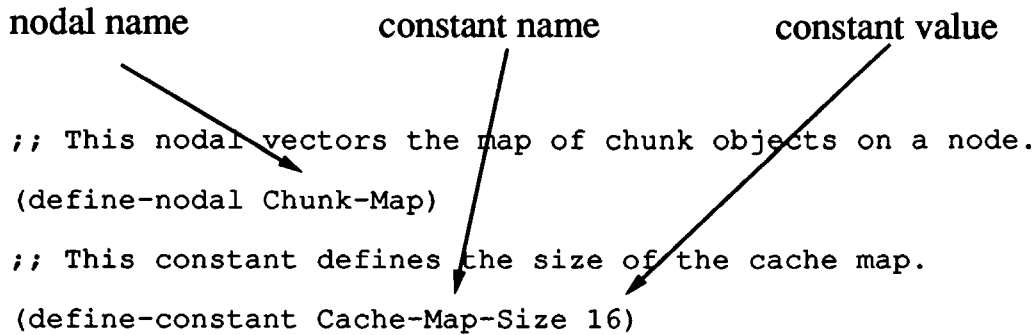 nodal name constant name constant value
;; This nodal vectors the map of chunk objects on a node.
(define-nodal Chunk-Map)
;; This constant defines the size of the cache map.
(define-constant Cache-Map-Size 16)